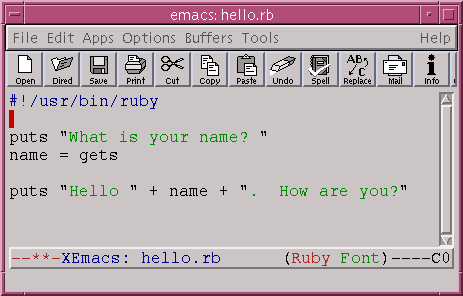 emacs: hello.rb
File Edit Apps Options Buffers Tools Help
Open Dired Save Print Cut Copy Paste Undo Spell Replace Mail Info
#!/usr/bin/ruby
puts "What is your name? "
name = gets
puts "Hello " + name + ".  How are you?"
--**-XEmacs: hello.rb      (Ruby Font)----C0